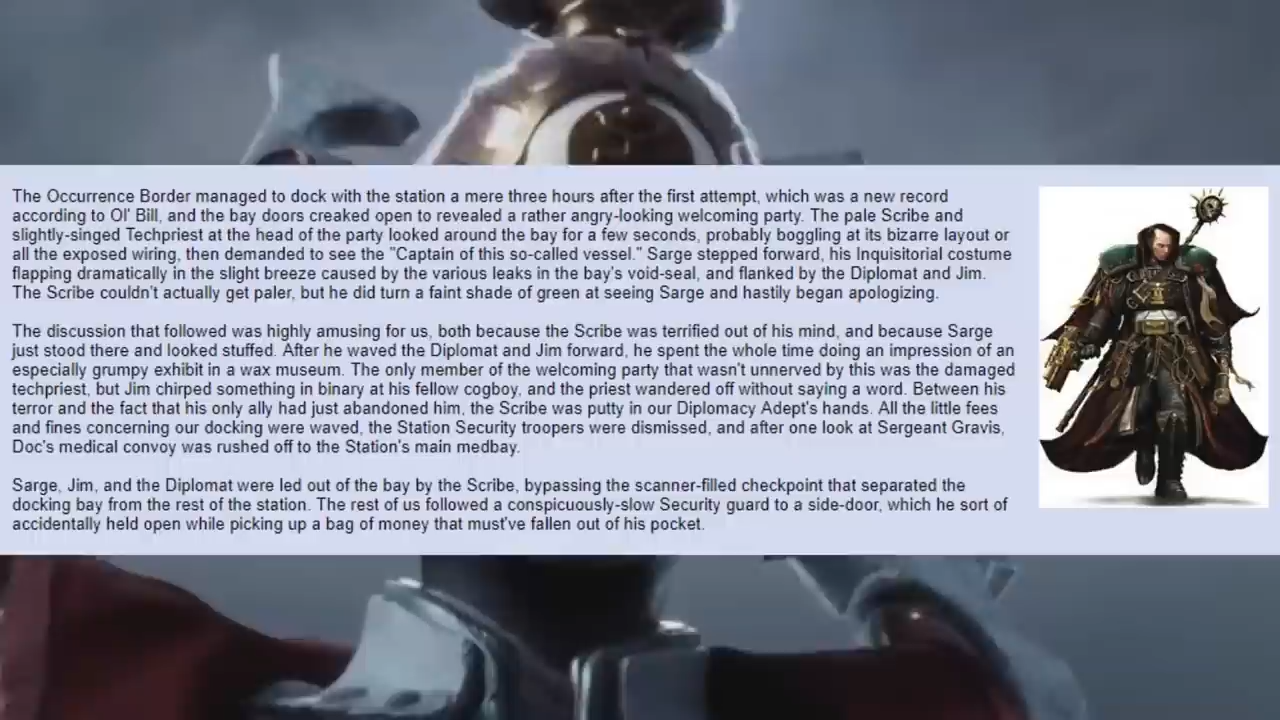 The Occurrence Border managed to dock with the station a mere three hours after the first attempt, which was a new record
according to Ol' Bill, and the bay doors creaked open to revealed a rather angry-looking welcoming party. The pale Scribe and
slightly-singed Techpriest at the head of the party looked around the bay for a few seconds, probably boggling at its bizarre layout or
all the exposed wiring, then demanded to see the "Captain of this so-called vessel." Sarge stepped forward, his Inquisitorial costume
flapping dramatically in the slight breeze caused by the various leaks in the bay's void-seal, and flanked by the Diplomat and Jim.
The Scribe couldn't actually get paler, but he did turn a faint shade of green at seeing Sarge and hastily began apologizing.
The discussion that followed was highly amusing for us, both because the Scribe was terrified out of his mind, and because Sarge
just stood there and looked stuffed. After he waved the Diplomat and Jim forward, he spent the whole time doing an impression of an
especially grumpy exhibit in a wax museum. The only member of the welcoming party that wasn't unnerved by this was the damaged
techpriest, but Jim chirped something in binary at his fellow cogboy, and the priest wandered off without saying a word. Between his
terror and the fact that his only ally had just abandoned him, the Scribe was putty in our Diplomacy Adept's hands. All the little fees
and fines concerning our docking were waved, the Station Security troopers were dismissed, and after one look at Sergeant Gravis,
Doc's medical convoy was rushed off to the Station's main medbay.
Sarge, Jim, and the Diplomat were led out of the bay by the Scribe, bypassing the scanner-filled checkpoint that separated the
docking bay from the rest of the station. The rest of us followed a conspicuously-slow Security guard to a side-door, which he sort of
accidentally held open while picking up a bag of money that must've fallen out of his pocket.